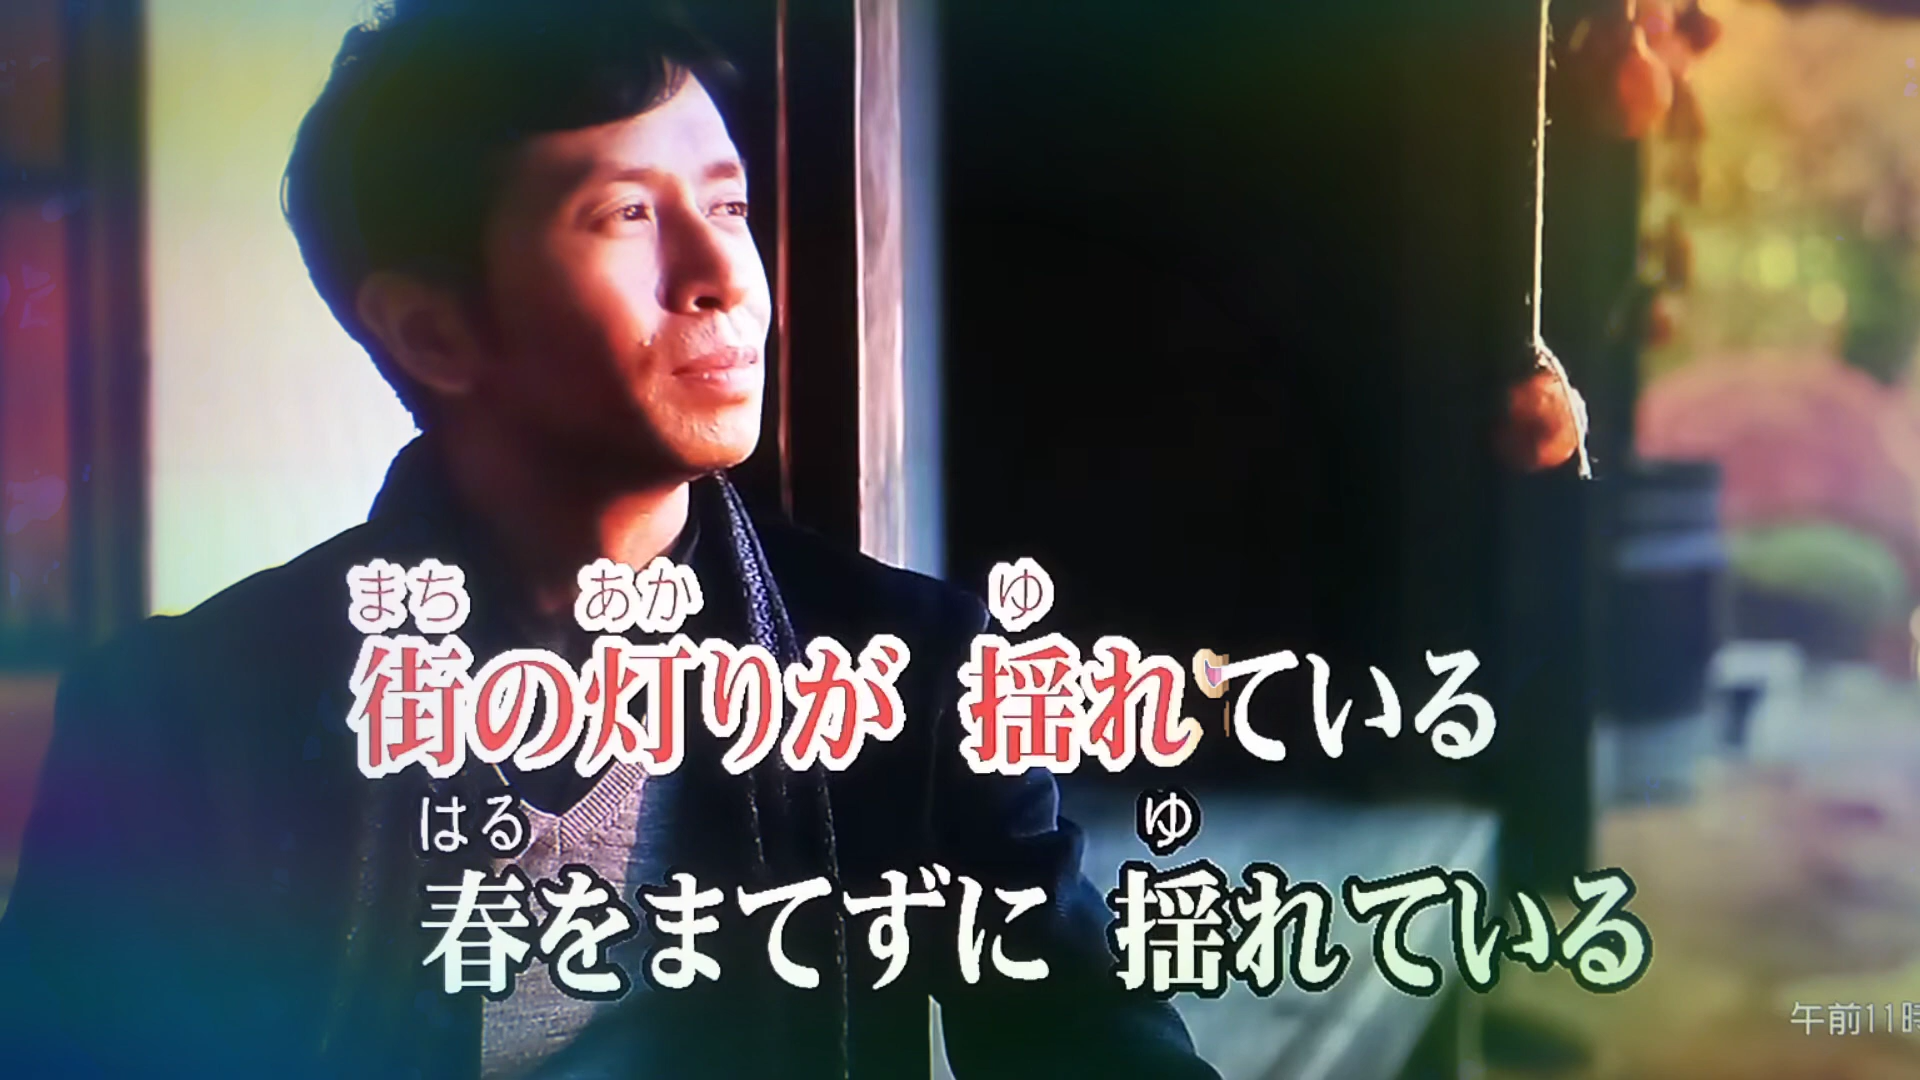 まち あか ゆ
街の灯りが 揺れている
はる ゆ
春をまてずに 揺れている
午前11時